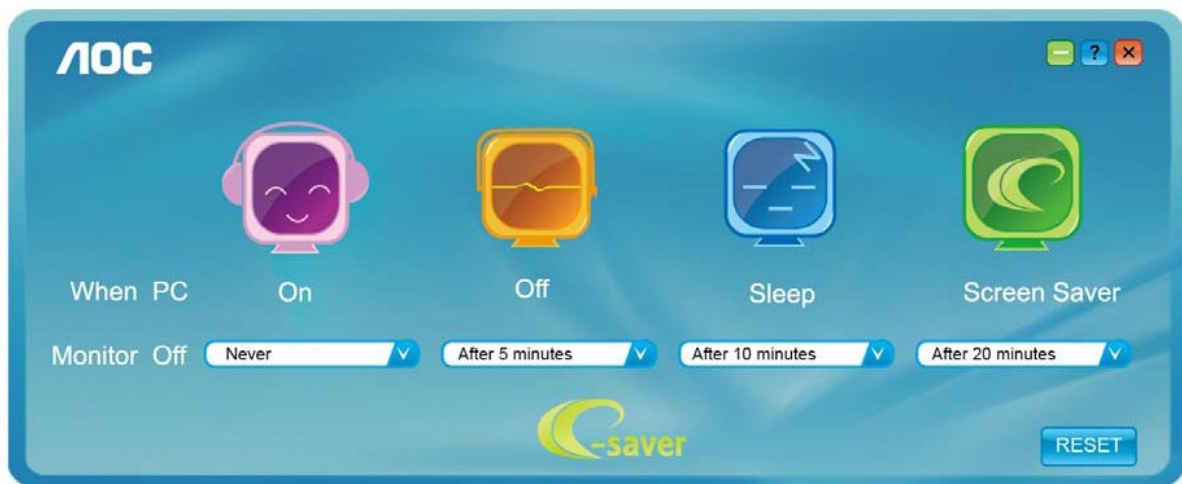 AOC
?
When PC On Off Sleep Screen Saver
Monitor Off Never After 5 minutes After 10 minutes After 20 minutes
e-saver
RESET